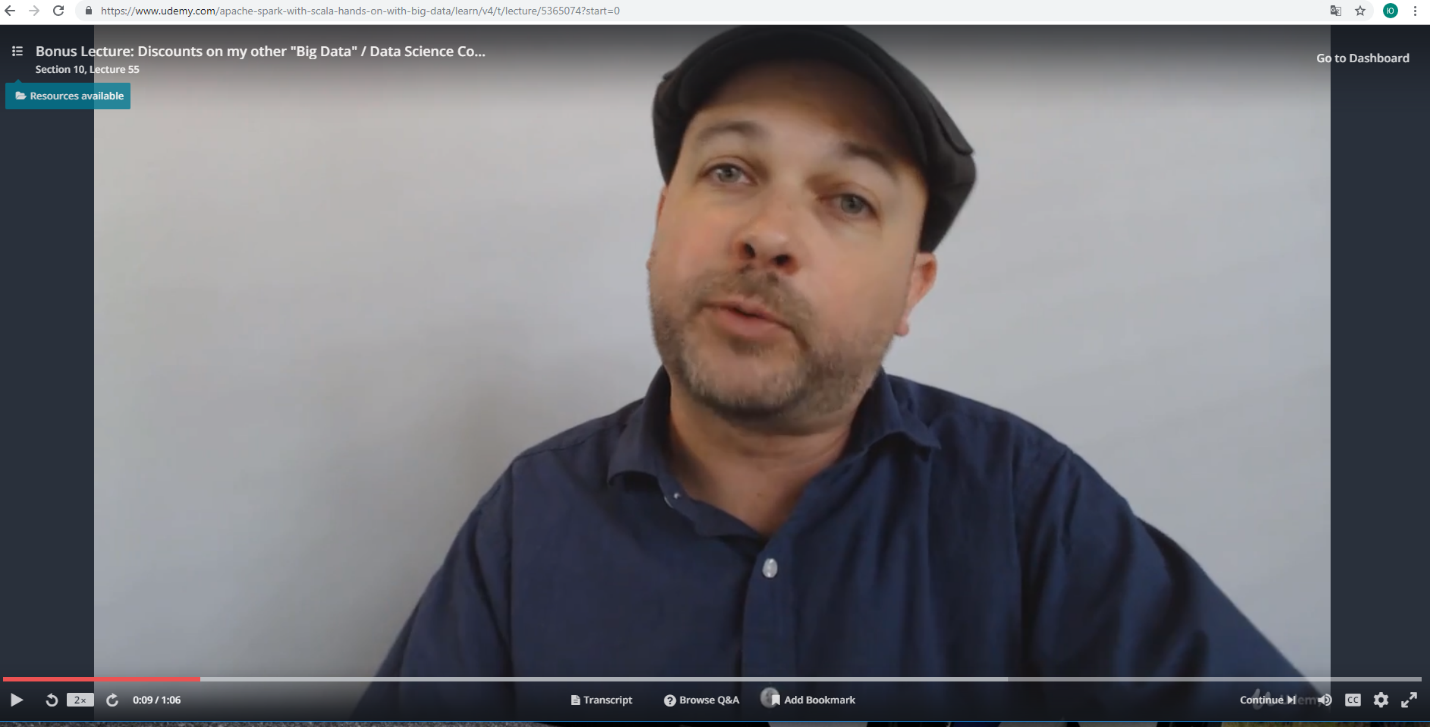 https://www.udemy.com/apache-spark-with-scala-hands-on-with-big-data/learn/v4/t/lecture/5365074?start=0
IO
Bonus Lecture: Discounts on my other "Big Data" / Data Science Co...
Section 10, Lecture 55
Go to Dashboard
Resources available
2x
0:09 / 1:06
Transcript
Browse Q&A
Add Bookmark
Continue
CC